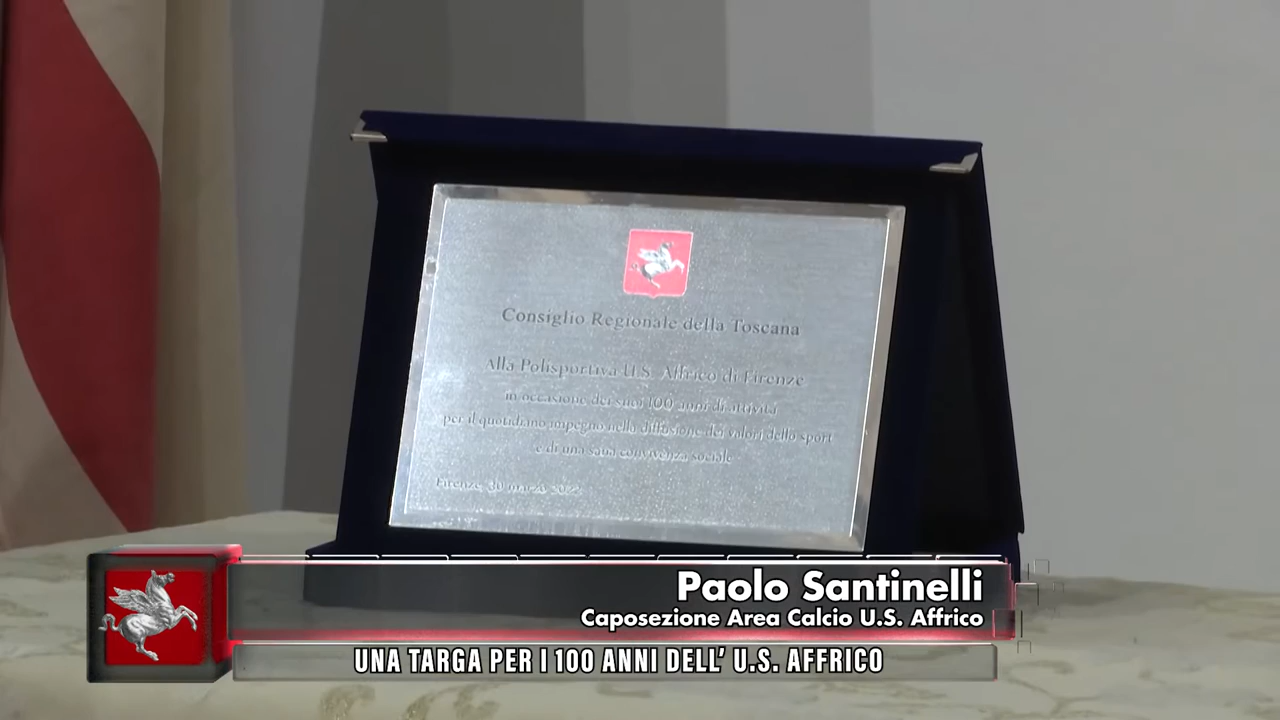 Consiglio Regionale della Toscana
Alla Polisportiva U.S. Affrico di Firenze
in occasione dei suoi 100 anni di attività
per il quotidiano impegno nella diffusione dei valori dello sport
e di una sana convivenza sociale
Firenze, 30 marzo 2022
Paolo Santinelli
Caposezione Area Calcio U.S. Affrico
UNA TARGA PER I 100 ANNI DELL' U.S. AFFRICO